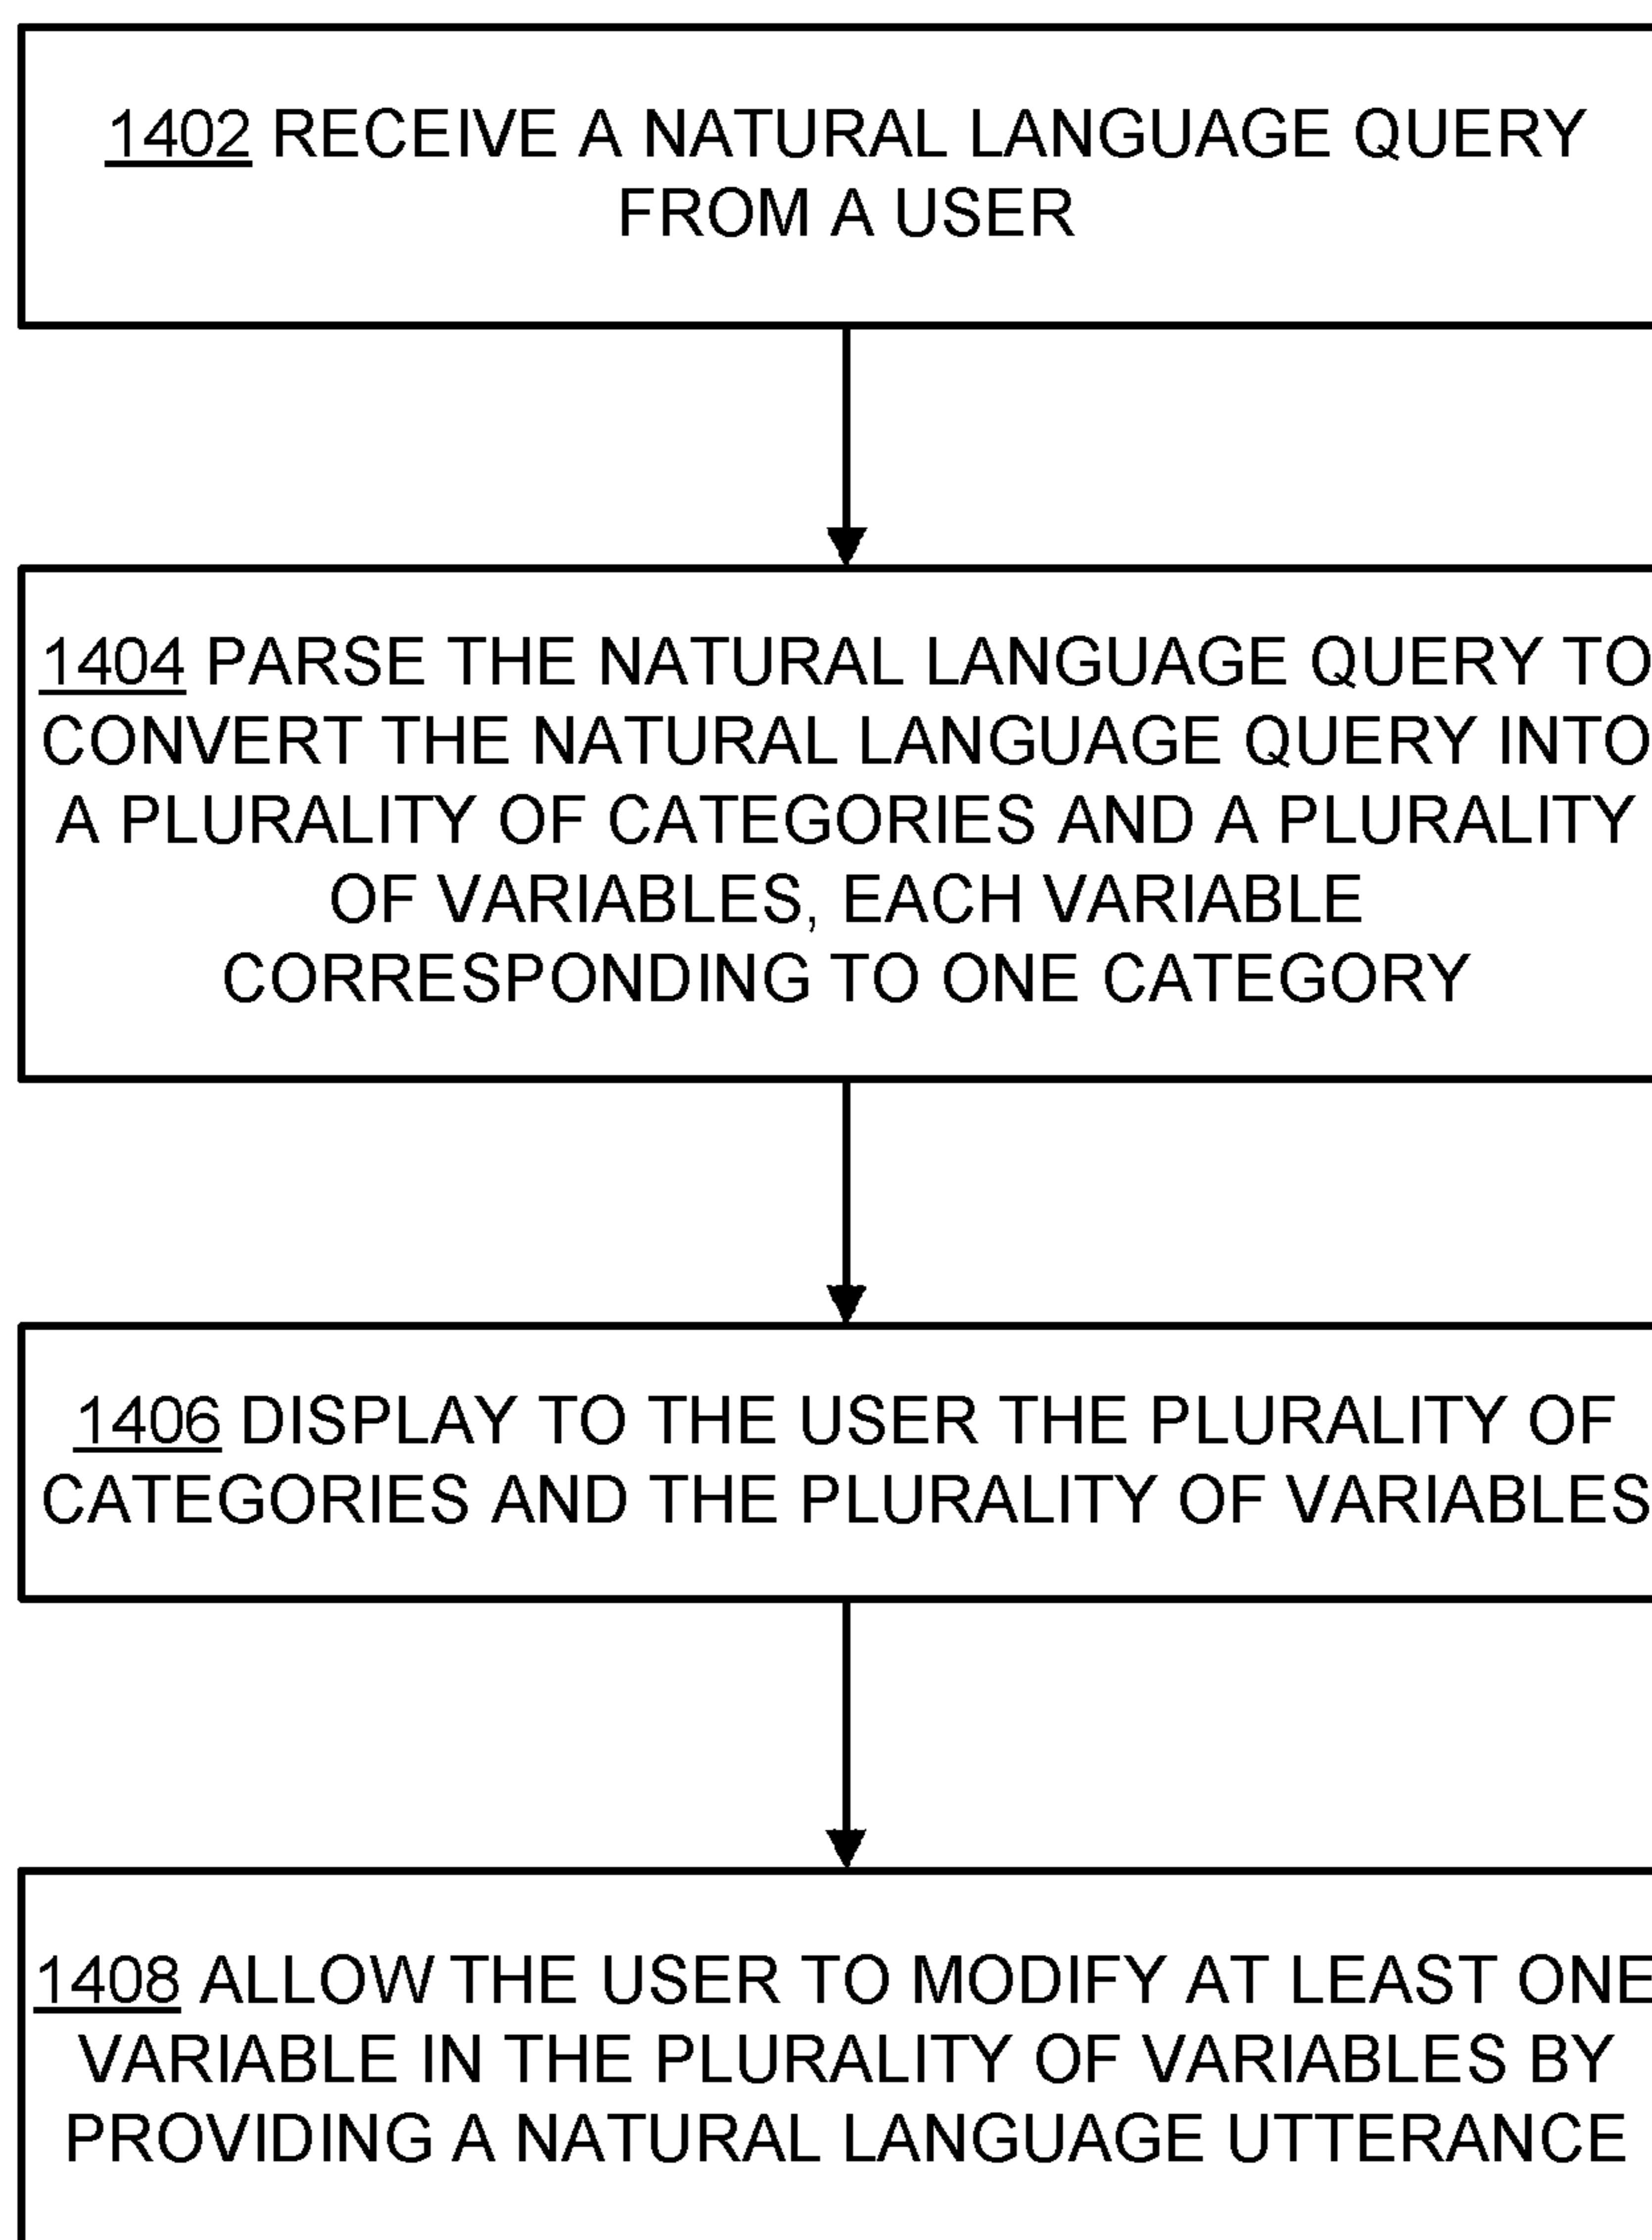 1402 RECEIVE A NATURAL LANGUAGE QUERY
FROM A USER
1404 PARSE THE NATURAL LANGUAGE QUERY TO
CONVERT THE NATURAL LANGUAGE QUERY INTO
A PLURALITY OF CATEGORIES AND A PLURALITY
OF VARIABLES, EACH VARIABLE
CORRESPONDING TO ONE CATEGORY
1406 DISPLAY TO THE USER THE PLURALITY OF
CATEGORIES AND THE PLURALITY OF VARIABLES
1408 ALLOW THE USER TO MODIFY AT LEAST ONE
VARIABLE IN THE PLURALITY OF VARIABLES BY
PROVIDING A NATURAL LANGUAGE UTTERANCE